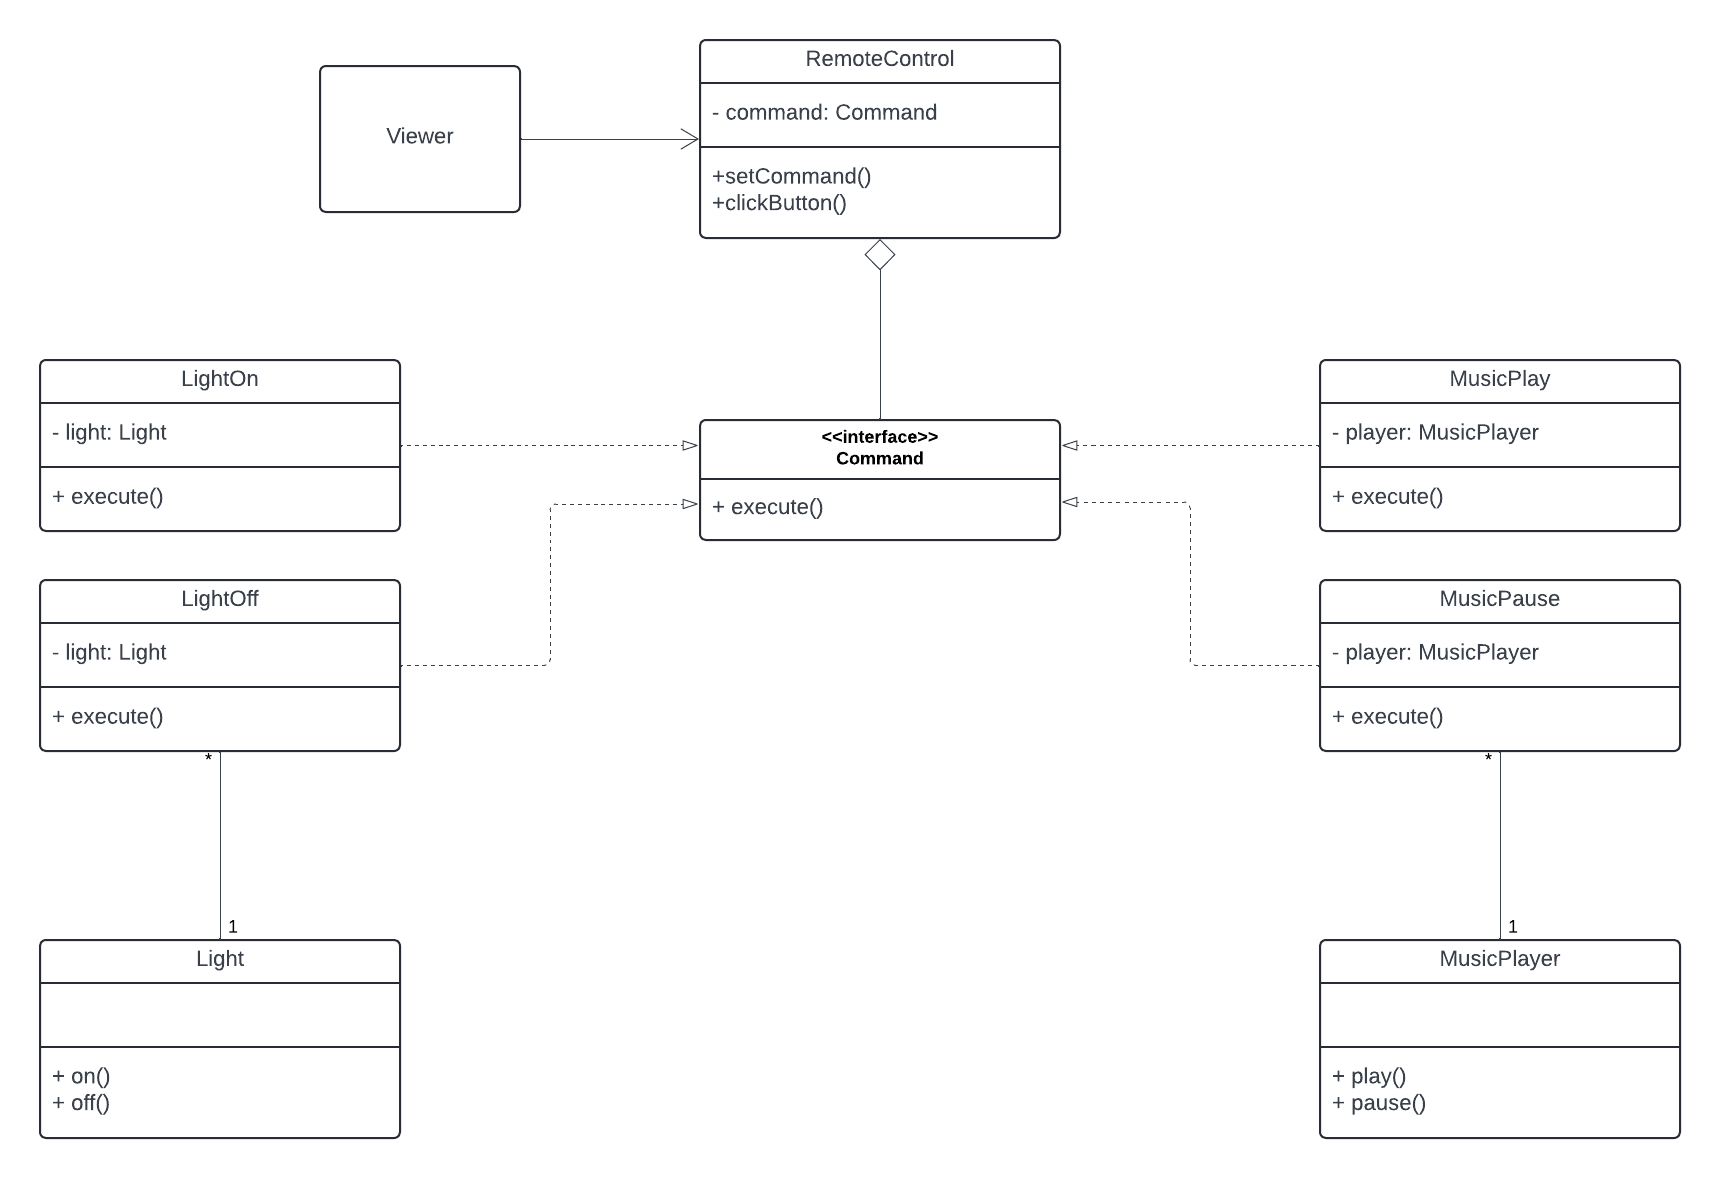 RemoteControl
- command: Command
+setCommand()
+clickButton()
Viewer
LightOn
- light: Light
+ execute()
<<interface>>
Command
+ execute()
MusicPlay
- player: MusicPlayer
+ execute()
LightOff
- light: Light
+ execute()
*
MusicPause
- player: MusicPlayer
+ execute()
*
1
Light
+ on()
+ off()
1
MusicPlayer
+ play()
+ pause()